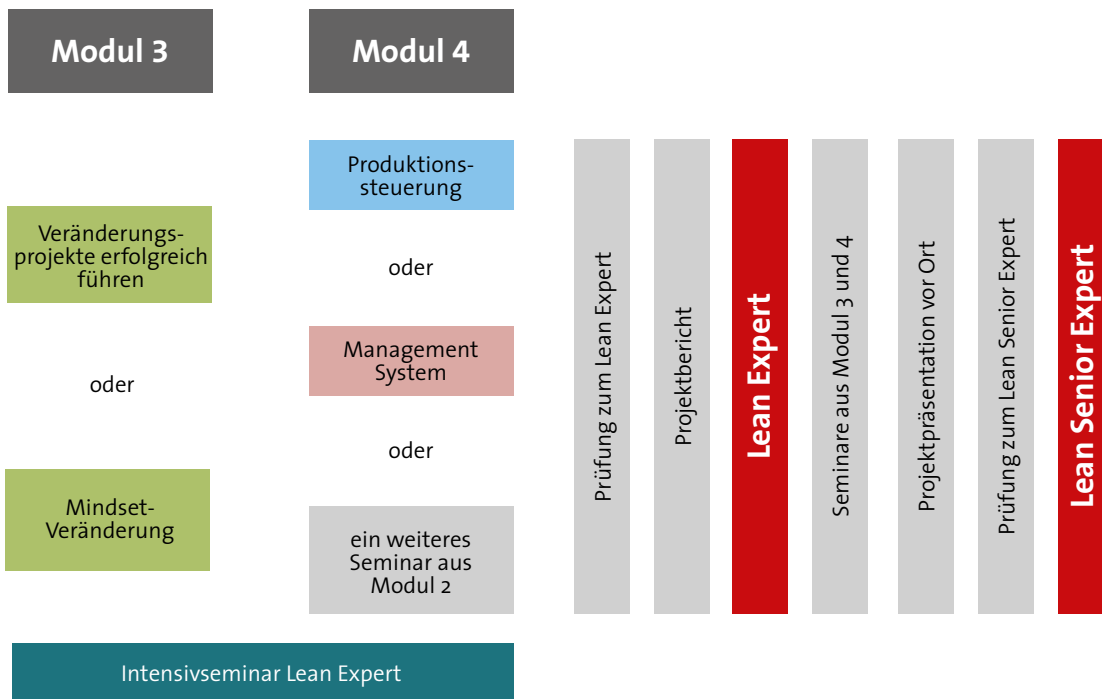 Modul 3
Modul 4
Veränderungs-
projekte erfolgreich
führen
oder
Mindset-
Veränderung
Produktions-
steuerung
oder
Management
System
oder
ein weiteres
Seminar aus
Modul 2
Intensivseminar Lean Expert
Prüfung zum Lean Expert
Projektbericht
Lean Expert
Seminare aus Modul 3 und 4
Projektpräsentation vor Ort
Prüfung zum Lean Senior Expert
Lean Senior Expert